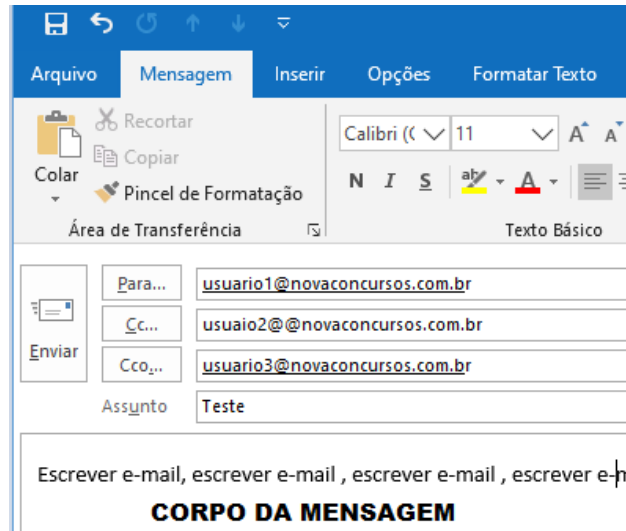 Arquivo Mensagem Inserir Opções Formatar Texto
Recortar
Copiar
Colar
Pincel de Formatação
Área de Transferência
Calibri (( 11 A A
N I S ab A
Texto Básico
Enviar
Para... usuario1@novaconcursos.com.br
Cc... usuaio2@@novaconcursos.com.br
Cco... usuario3@novaconcursos.com.br
Assunto Teste
Escrever e-mail, escrever e-mail , escrever e-mail , escrever e-m
CORPO DA MENSAGEM